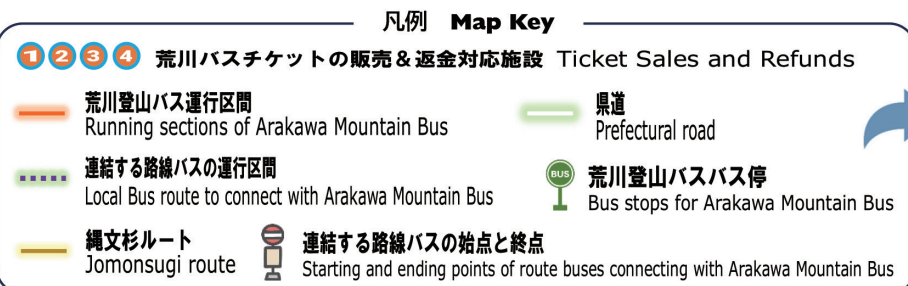 凡例 Map Key
1 2 3 4 荒川バスチケットの販売&返金対応施設 Ticket Sales and Refunds
荒川登山バス運行区間
Running sections of Arakawa Mountain Bus
県道
Prefectural road
連結する路線バスの運行区間
Local Bus route to connect with Arakawa Mountain Bus
BUS
荒川登山バスバス停
Bus stops for Arakawa Mountain Bus
縄文杉ルート
Jomonsugi route
連結する路線バスの始点と終点
Starting and ending points of route buses connecting with Arakawa Mountain Bus